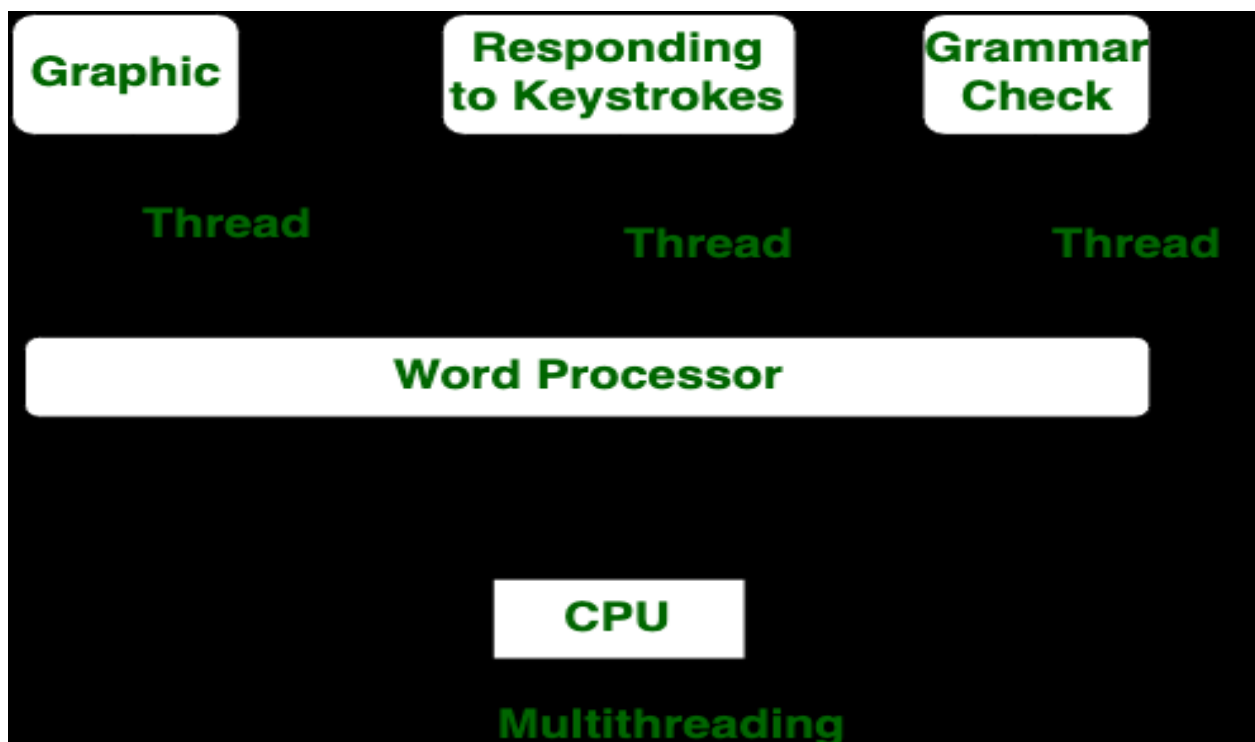 Graphic
Responding
to Keystrokes
Grammar
Check
Thread
Thread
Thread
Word Processor
CPU
Multithreading